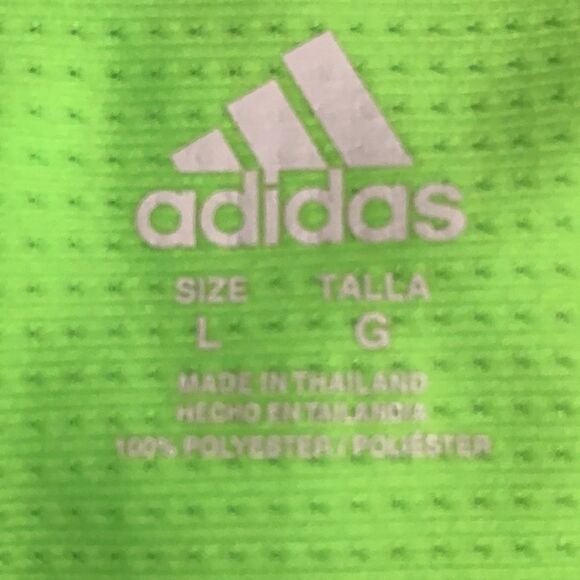 adidas
SIZE TALLA
L G
MADE IN THAILAND
HECHO EN TAILANDIA
100% POLYESTER / POLIÉSTER